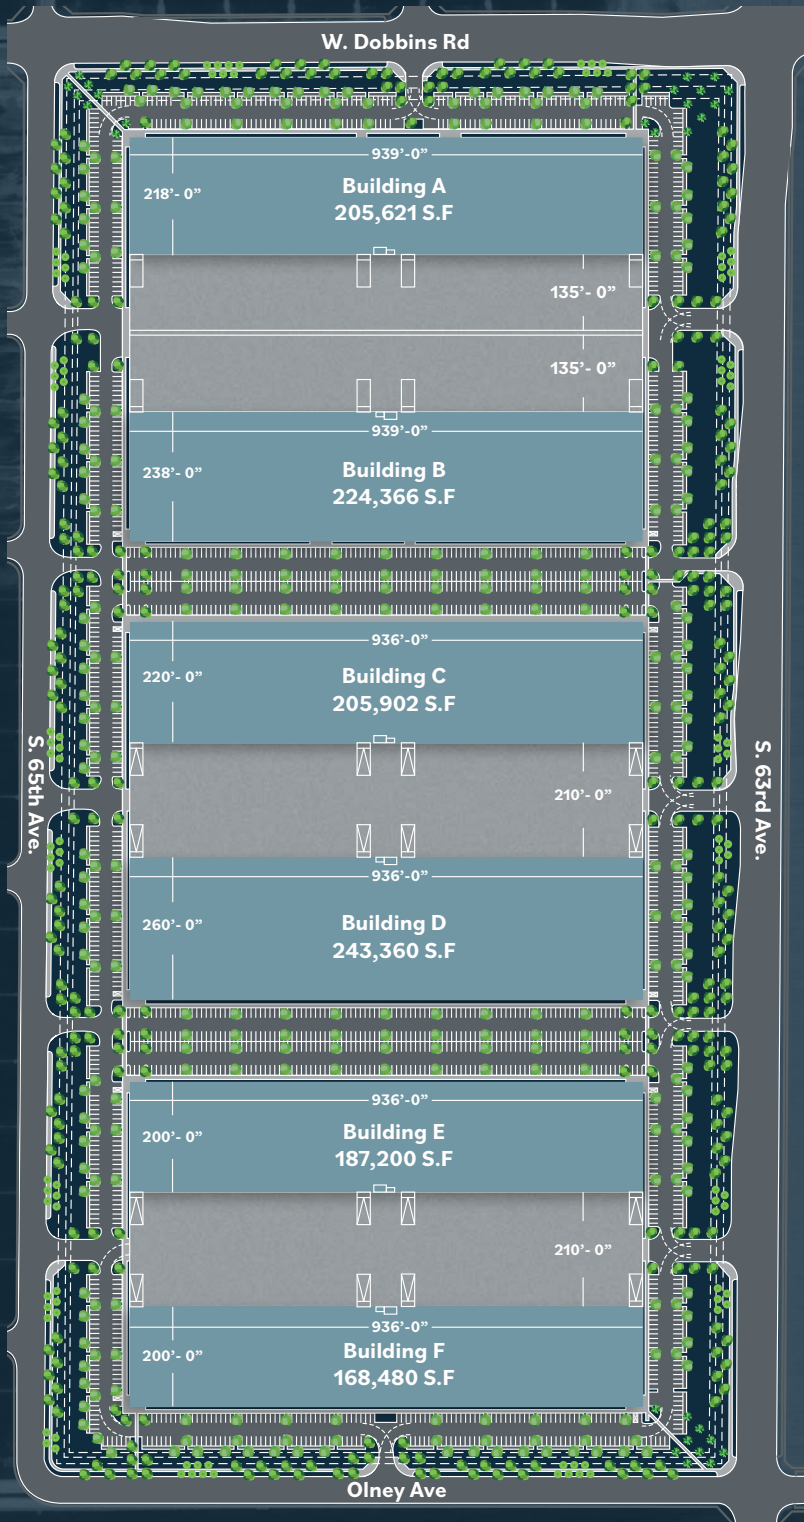 W. Dobbins Rd
939'-0"
218'- 0"
Building A
205,621 S.F
135'- 0"
135'- 0"
939'-0"
238'- 0"
Building B
224,366 S.F
936'-0"
220'- 0"
Building C
205,902 S.F
S. 65th Ave.
S. 63rd Ave.
210'- 0"
936'-0"
260'- 0"
Building D
243,360 S.F
936'-0"
200'- 0"
Building E
187,200 S.F
210'- 0"
936'-0"
200'- 0"
Building F
168,480 S.F
Olney Ave